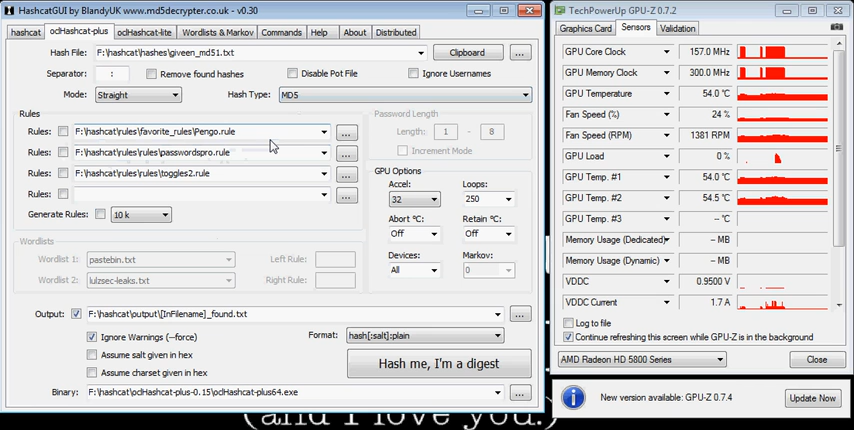 HashcatGUI by BlandyUK www.md5decrypter.co.uk - v0.30
hashcat oclHashcat-plus oclHashcat-lite Wordlists & Markov Commands Help About Distributed
Hash File: F:\hashcat\hashes\giveen_md51.txt Clipboard ...
Separator: : Remove found hashes Disable Pot File Ignore Usernames
Mode: Straight Hash Type: MD5
Rules
Rules: F:\hashcat\rules\favorite_rules\Pengo.rule ...
Rules: F:\hashcat\rules\rules\passwordspro.rule ...
Rules: F:\hashcat\rules\rules\toggles2.rule ...
Rules: ...
Generate Rules: 10 k
Password Length
Length: 1 - 8
Increment Mode
GPU Options
Accel: Loops:
32 250
Abort °C: Retain °C:
Off Off
Devices: Markov:
All 0
Wordlists
Wordlist 1: pastebin.txt Left Rule:
Wordlist 2: lulzsec-leaks.txt Right Rule:
Output: F:\hashcat\output\[InFilename]_found.txt ...
Ignore Warnings (--force) Format: hash[:salt]:plain
Assume salt given in hex
Assume charset given in hex
Hash me, I'm a digest
Binary: F:\hashcat\oclHashcat-plus-0.15\oclHashcat-plus64.exe ...
(and I love you.)
TechPowerUp GPU-Z 0.7.2
Graphics Card Sensors Validation
GPU Core Clock 157.0 MHz
GPU Memory Clock 300.0 MHz
GPU Temperature 54.0 °C
Fan Speed (%) 24 %
Fan Speed (RPM) 1381 RPM
GPU Load 0 %
GPU Temp. #1 54.0 °C
GPU Temp. #2 54.5 °C
GPU Temp. #3 -- °C
Memory Usage (Dedicated) -- MB
Memory Usage (Dynamic) -- MB
VDDC 0.9500 V
VDDC Current 1.7 A
Log to file
Continue refreshing this screen while GPU-Z is in the background
AMD Radeon HD 5800 Series Close
New version available: GPU-Z 0.7.4 Update Now